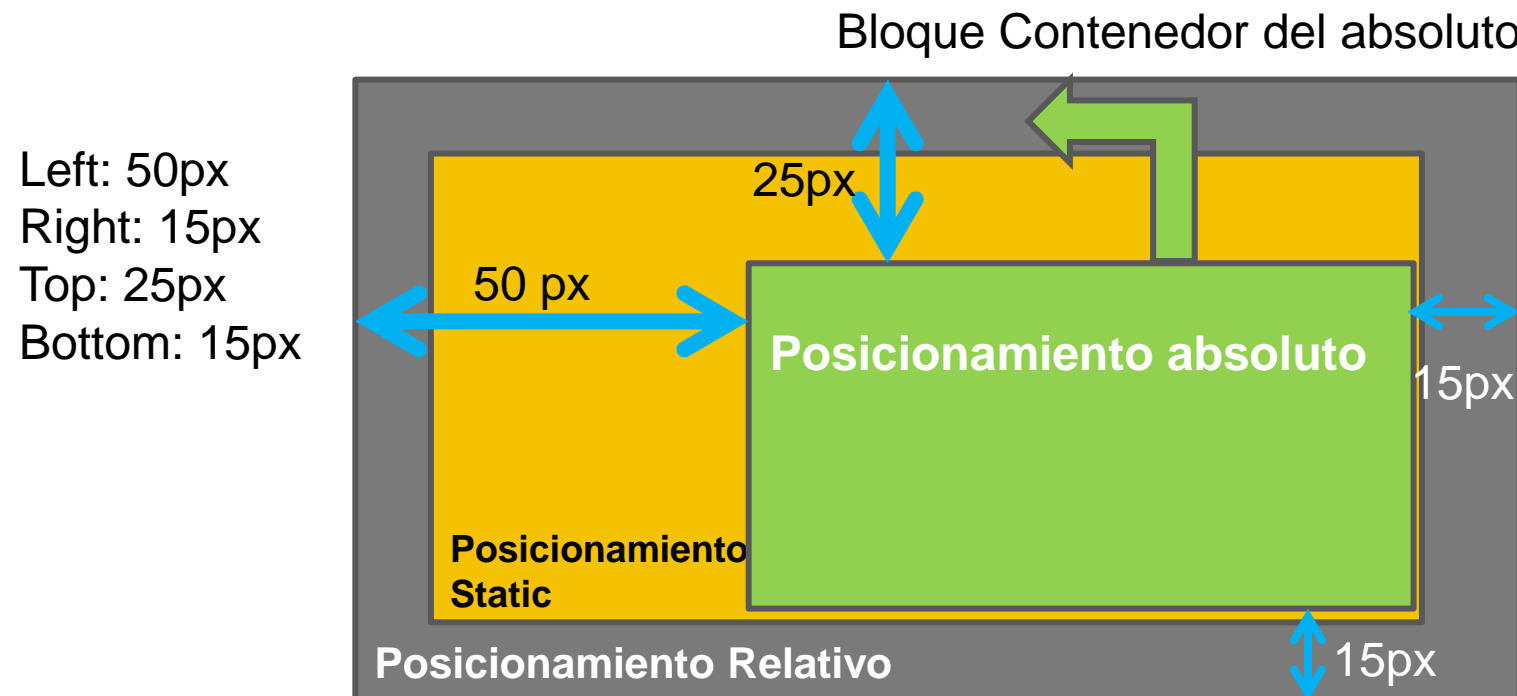 Bloque Contenedor del absoluto
Left: 50px
Right: 15px
Top: 25px
Bottom: 15px
25px
50 px
Posicionamiento absoluto
15px
Posicionamiento
Static
Posicionamiento Relativo
15px